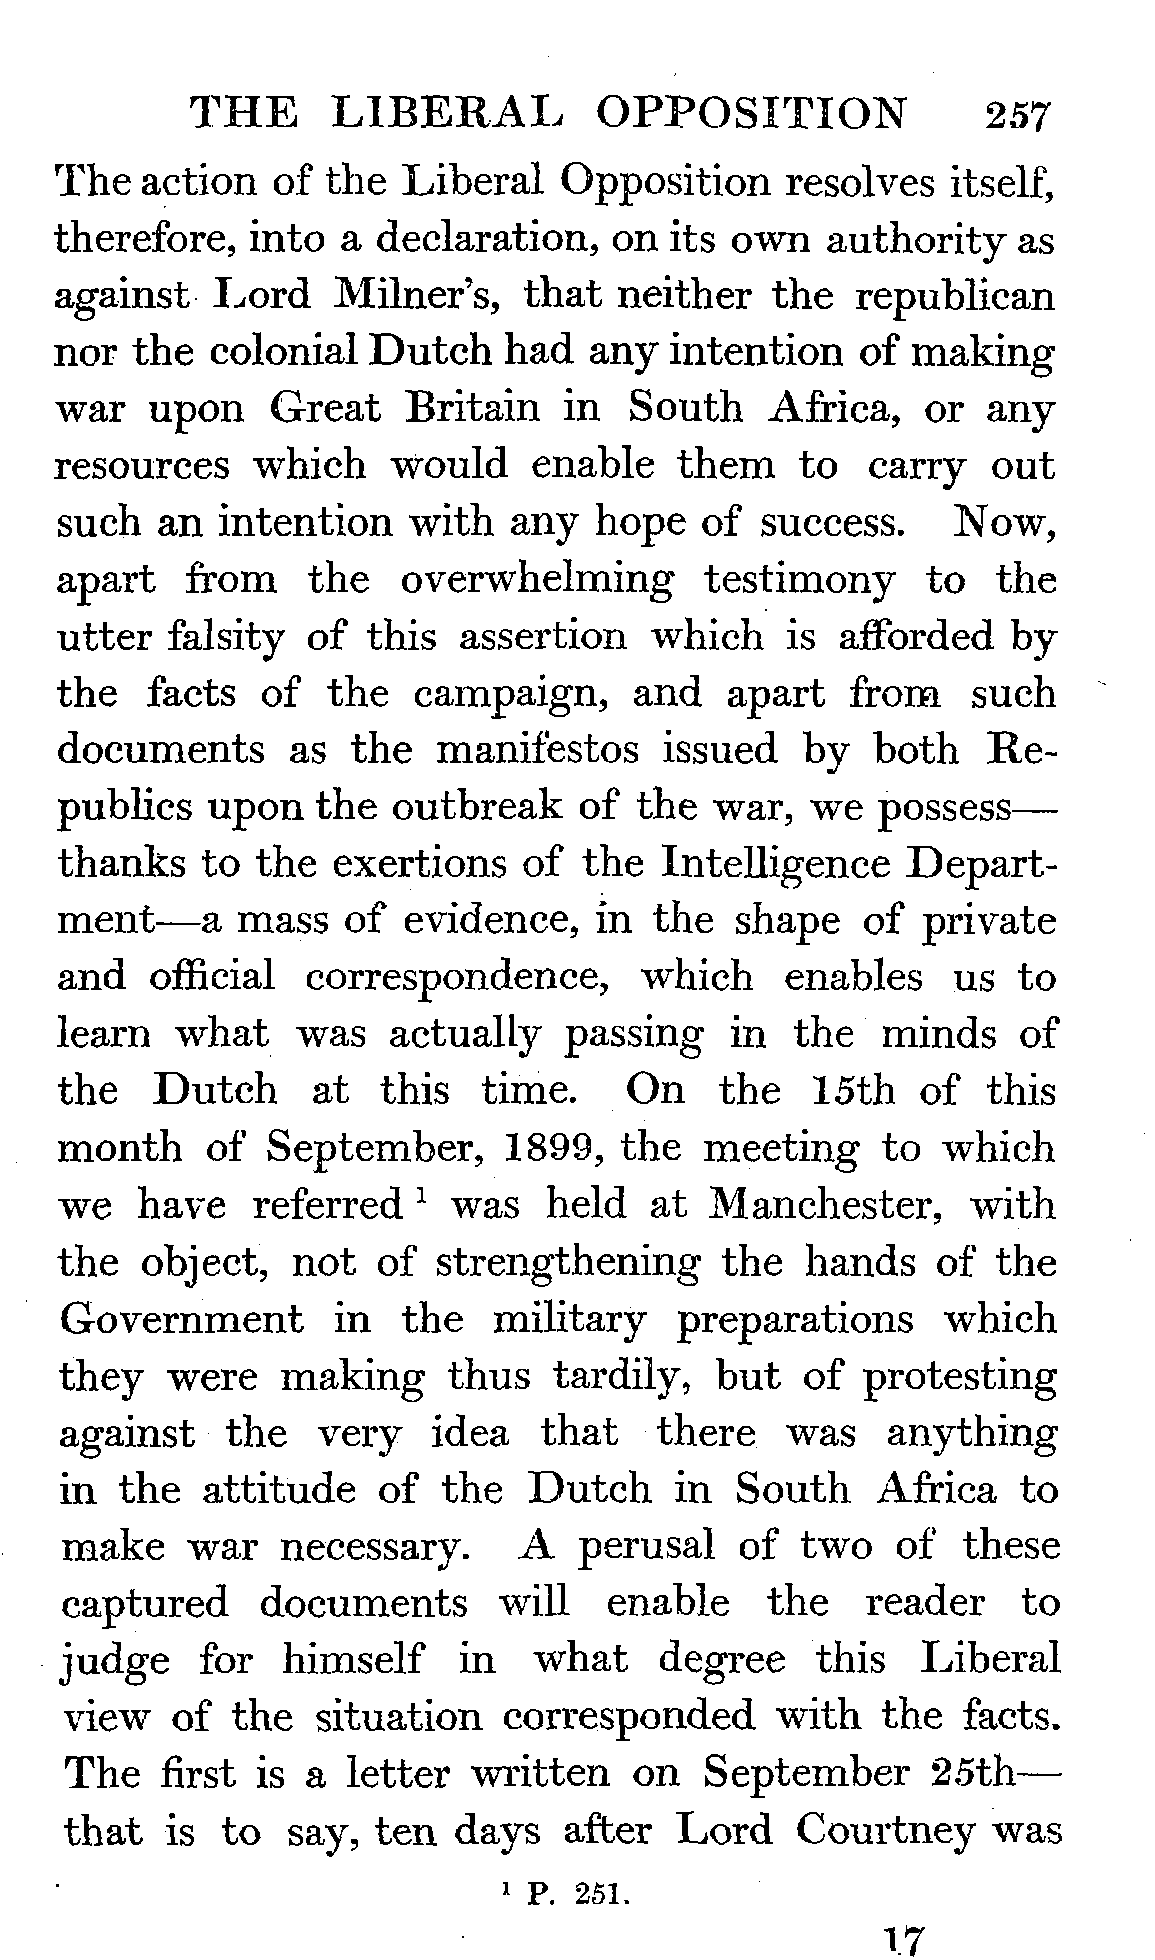 THE LIBERAL OPPOSITION 257
The action of the Liberal Opposition resolves itself,
therefore, into a declaration, on its own authority as
against Lord Milner's, that neither the republican
nor the colonial Dutch had any intention of making
war upon Great Britain in South Africa, or any
resources which would enable them to carry out
such an intention with any hope of success. Now,
apart from the overwhelming testimony to the
utter falsity of this assertion which is afforded by
the facts of the campaign, and apart from such
documents as the manifestos issued by both Re-
publics upon the outbreak of the war, we possess—
thanks to the exertions of the Intelligence Depart-
ment—a mass of evidence, in the shape of private
and official correspondence, which enables us to
learn what was actually passing in the minds of
the Dutch at this time. On the 15th of this
month of September, 1899, the meeting to which
we have referred ¹ was held at Manchester, with
the object, not of strengthening the hands of the
Government in the military preparations which
they were making thus tardily, but of protesting
against the very idea that there was anything
in the attitude of the Dutch in South Africa to
make war necessary. A perusal of two of these
captured documents will enable the reader to
judge for himself in what degree this Liberal
view of the situation corresponded with the facts.
The first is a letter written on September 25th—
that is to say, ten days after Lord Courtney was
¹ P. 251.
17